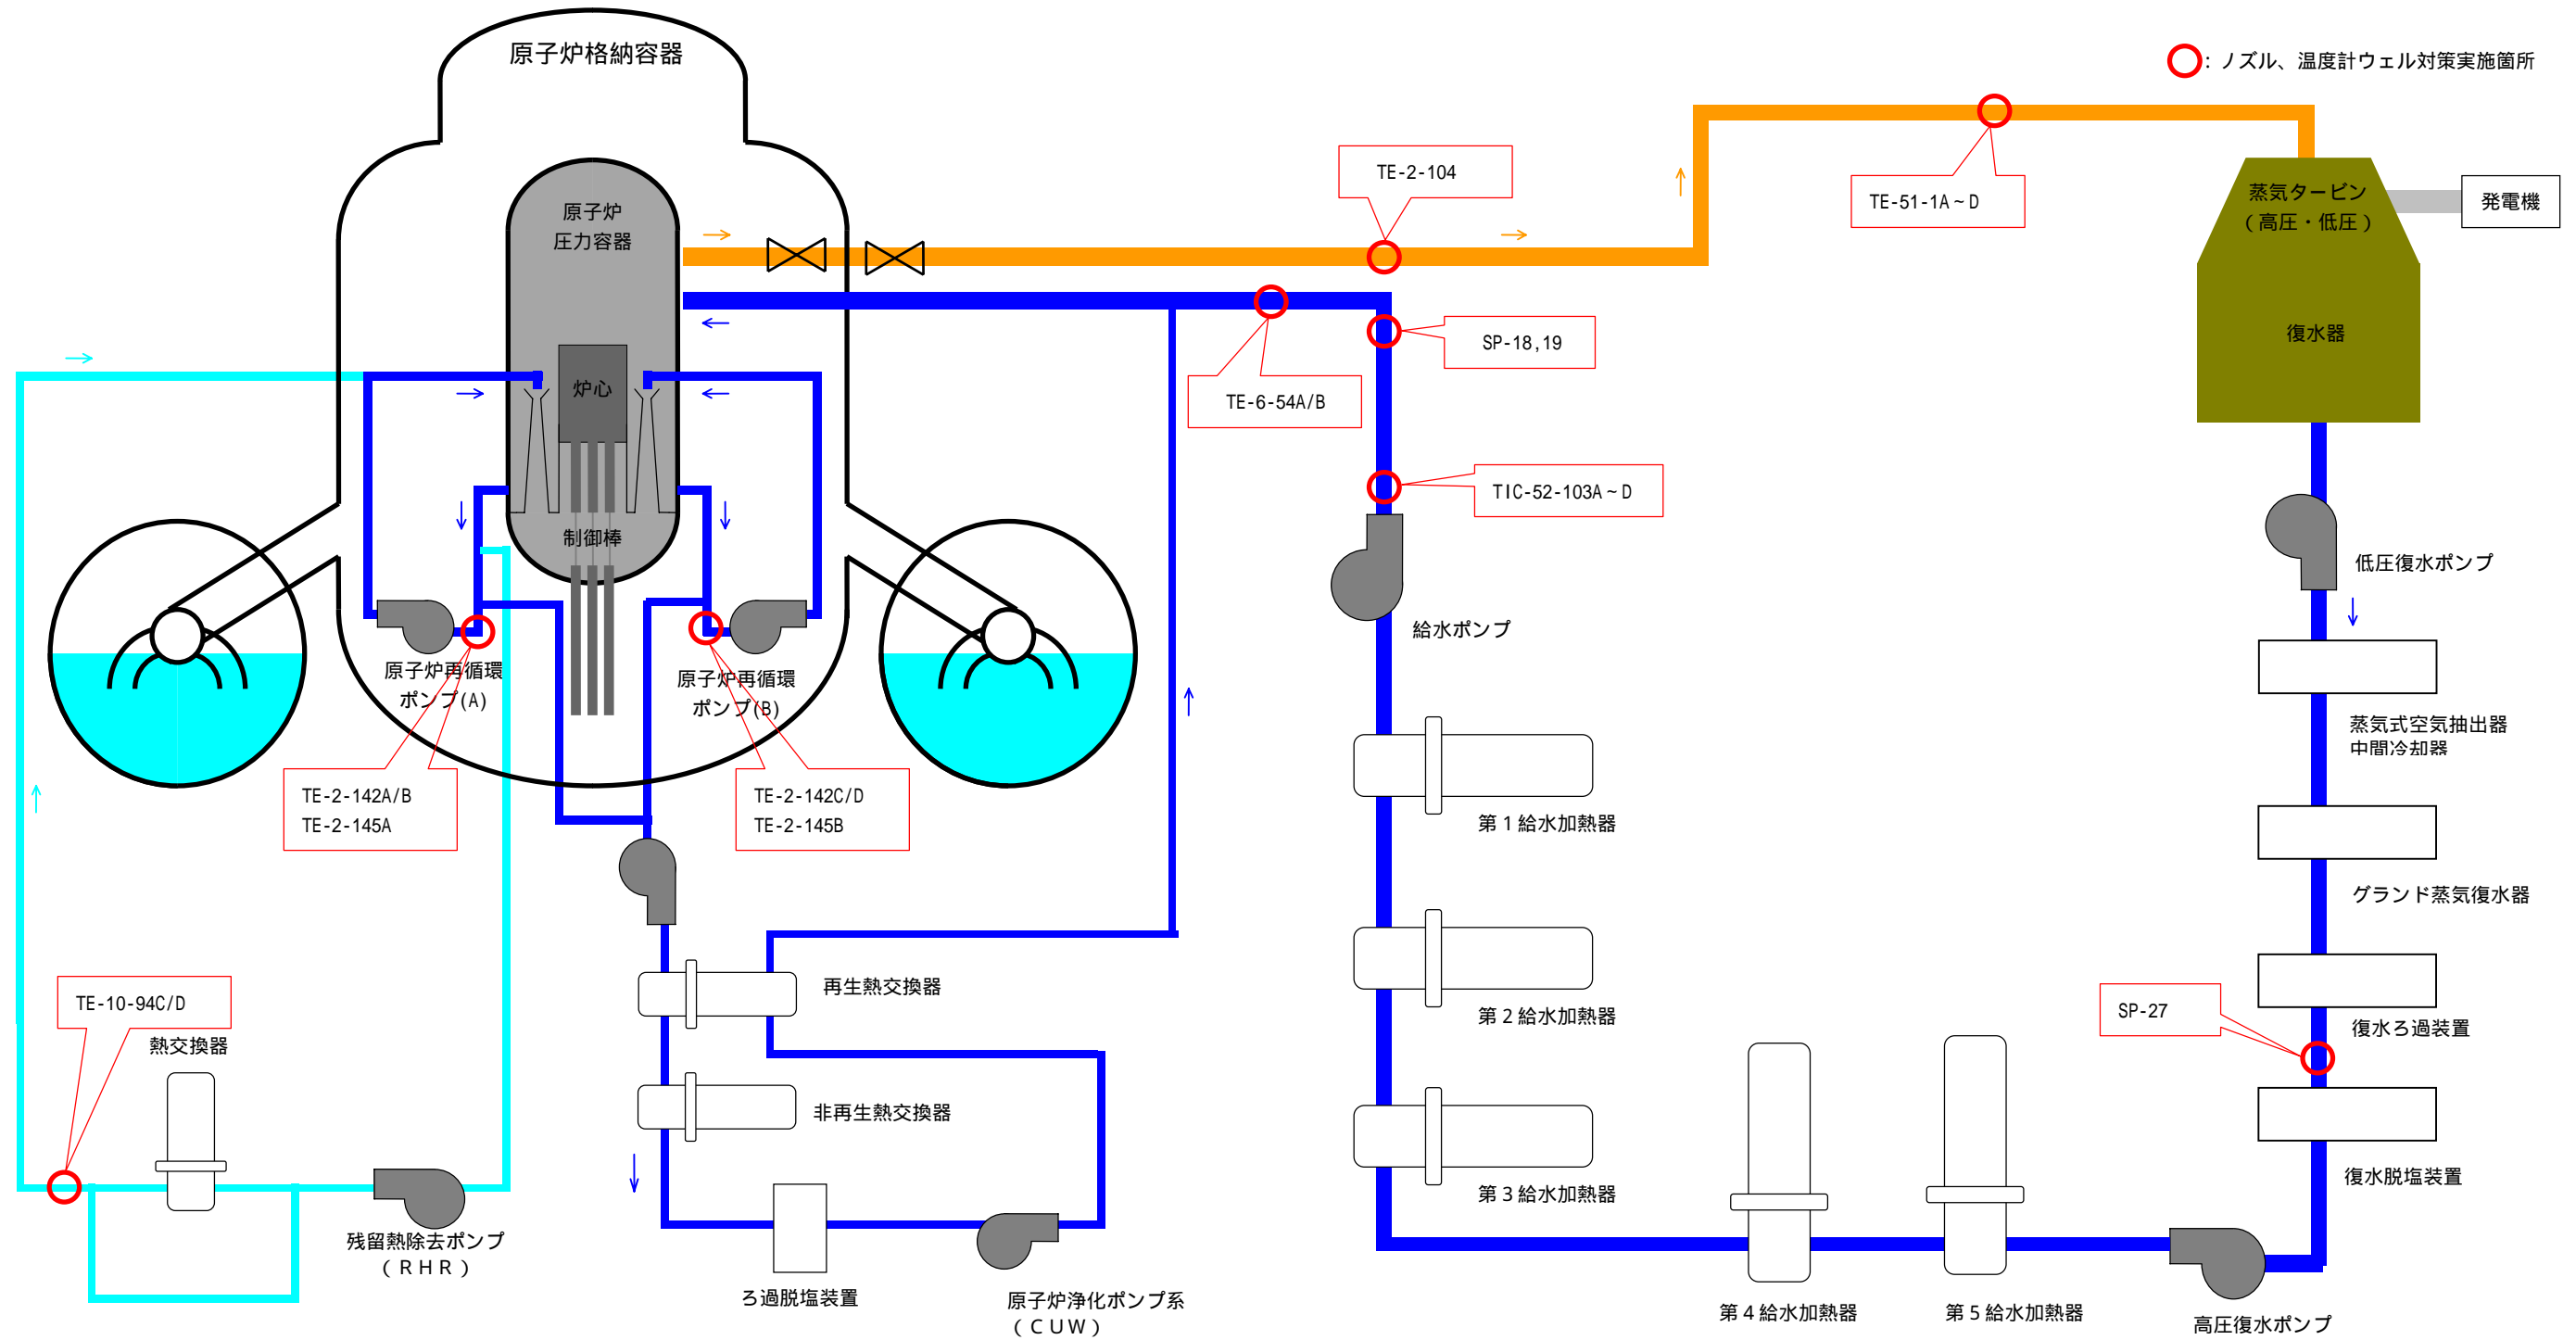 原子炉格納容器
：ノズル、温度計ウェル対策実施箇所
TE-2-104
TE-51-1A～D
蒸気タービン
（高圧・低圧）
発電機
原子炉
圧力容器
復水器
SP-18,19
炉心
TE-6-54A/B
TIC-52-103A～D
制御棒
低圧復水ポンプ
給水ポンプ
原子炉再循環
ポンプ(A)
原子炉再循環
ポンプ(B)
蒸気式空気抽出器
中間冷却器
TE-2-142A/B
TE-2-145A
TE-2-142C/D
TE-2-145B
第１給水加熱器
グランド蒸気復水器
再生熱交換器
TE-10-94C/D
熱交換器
第２給水加熱器
SP-27
復水ろ過装置
非再生熱交換器
復水脱塩装置
第３給水加熱器
残留熱除去ポンプ
（ＲＨＲ）
ろ過脱塩装置
原子炉浄化ポンプ系
（ＣＵＷ）
第４給水加熱器
第５給水加熱器
高圧復水ポンプ